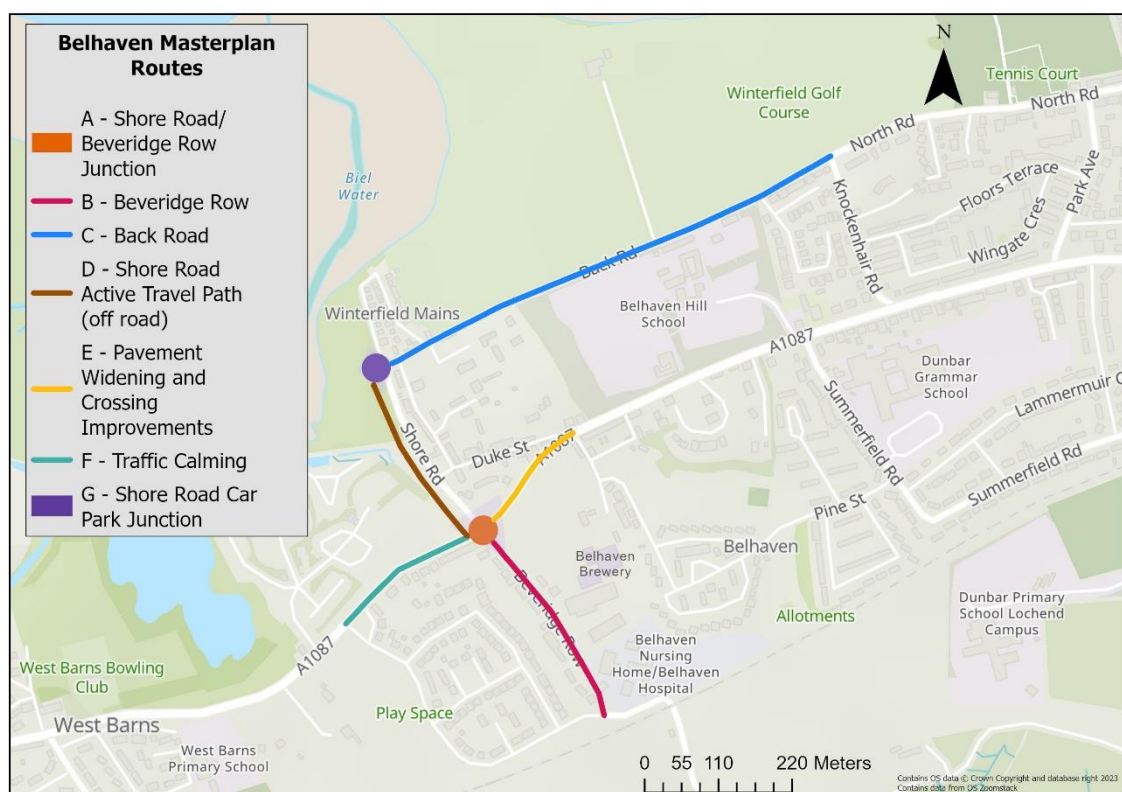 Belhaven Masterplan
Routes
A - Shore Road/
Beveridge Row
Junction
B - Beveridge Row
C - Back Road
D - Shore Road
Active Travel Path
(off road)
E - Pavement
Widening and
Crossing
Improvements
F - Traffic Calming
G - Shore Road Car
Park Junction
N
Tennis Court
North Rd
Winterfield Golf
Course
North Rd
Biel
Water
Knockenhair Rd
Floors Terrace
Park Ave
Wingate Cres
Back Rd
Winterfield Mains
Belhaven Hill
School
A1087
Dunbar
Grammar
School
Summerfield Rd
Shore Rd
Duke St
A1087
Summerfield Rd
Pine St
Belhaven
Belhaven
Brewery
Beveridge Row
Allotments
Dunbar Primary
School Lochend
Campus
Belhaven
Nursing
Home/Belhaven
Hospital
West Barns Bowling
Club
A1087
Play Space
West Barns
West Barns
Primary School
0 55 110 220 Meters
Contains OS data © Crown Copyright and database right 2023
Contains data from OS Zoomstack